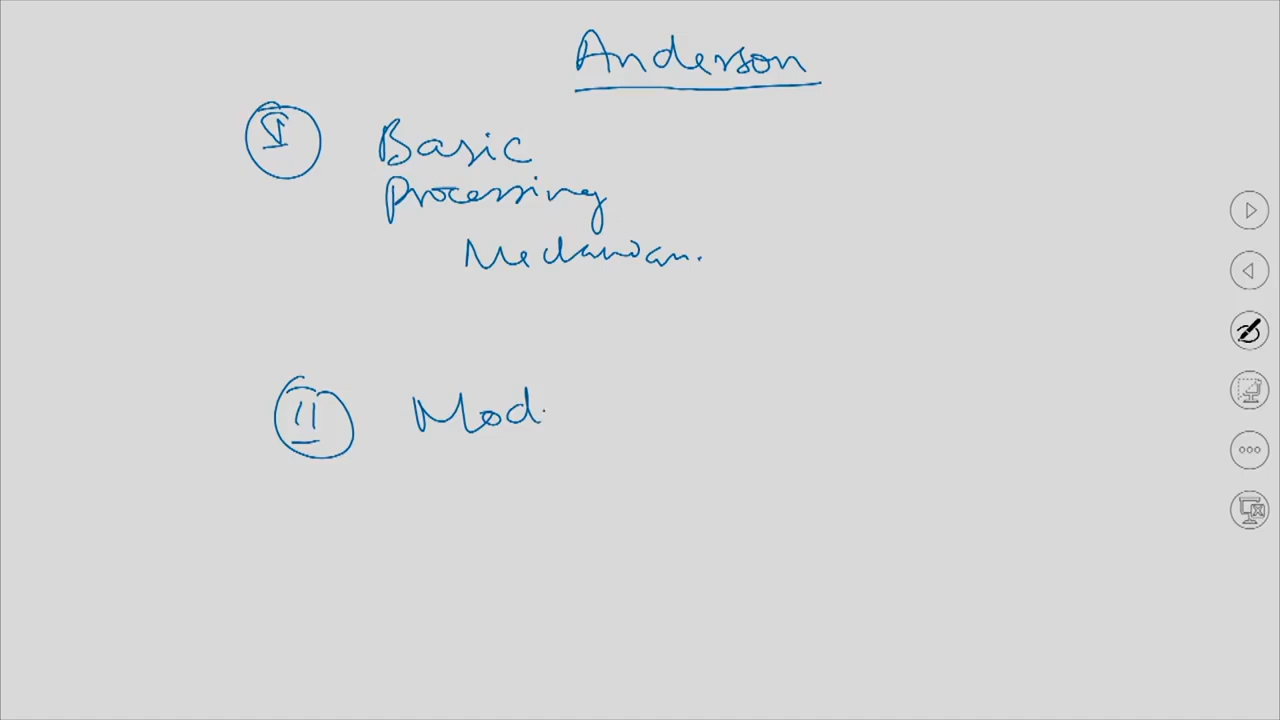 Anderson
I Basic
Processing
Mechanism.
II Mod